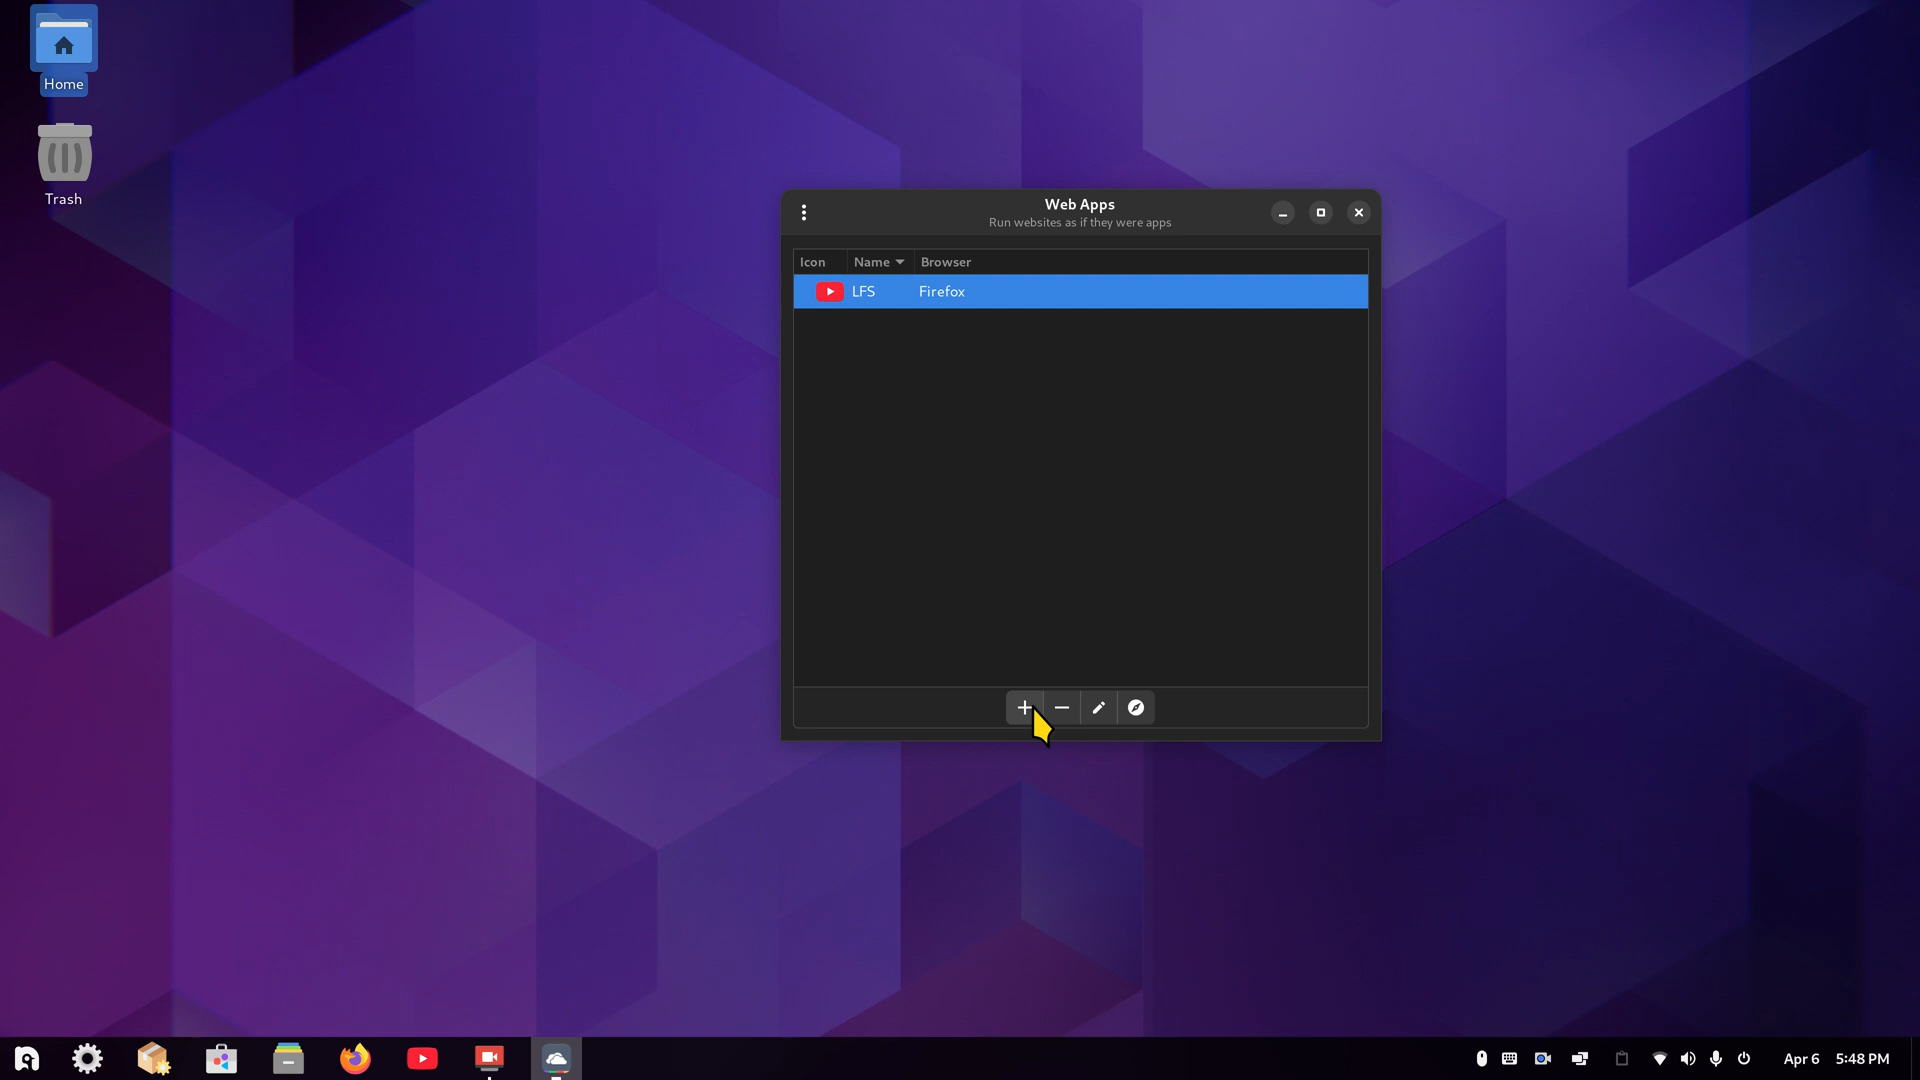 Home
Trash
Web Apps
Run websites as if they were apps
Icon Name Browser
LFS Firefox
Apr 6 5:48 PM